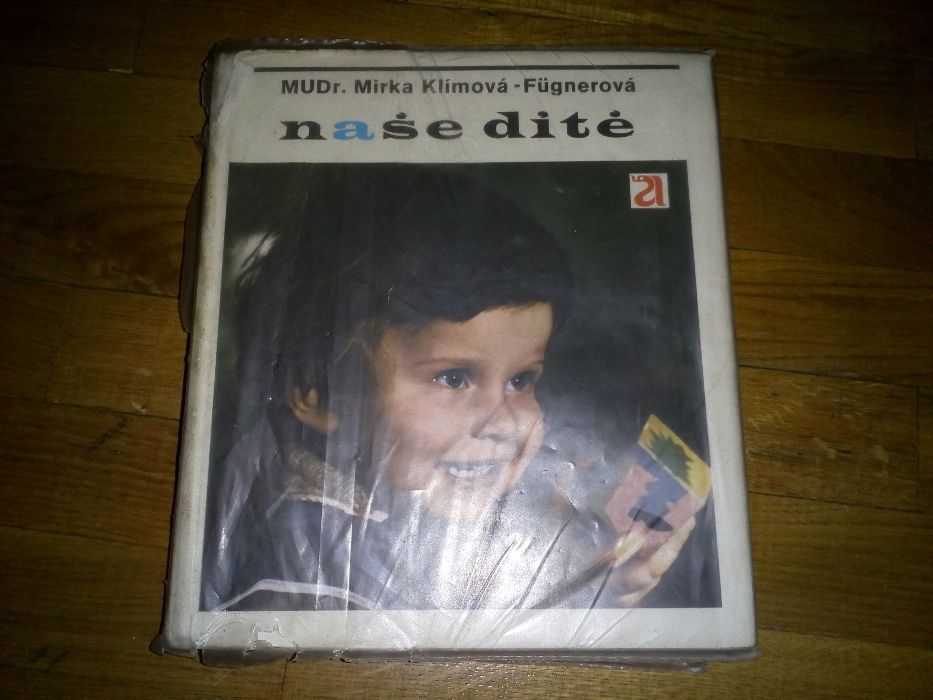 MUDr. Mirka Klímová-Fügnerová
naše dítě